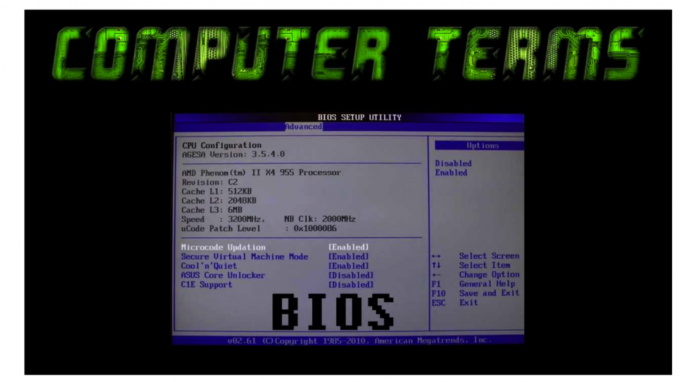 COMPUTER TERMS
BIOS SETUP UTILITY
Advanced
CPU Configuration
AGESA Version: 3.5.4.0
AMD Phenom(tm) II X4 955 Processor
Revision: C2
Cache L1: 512KB
Cache L2: 2048KB
Cache L3: 6MB
Speed : 3200MHz, NB Clk: 2000MHz
uCode Patch Level : 0x1000086
Microcode Updation [Enabled]
Secure Virtual Machine Mode [Enabled]
Cool'n'Quiet [Enabled]
ASUS Core Unlocker [Disabled]
C1E Support [Disabled]
Options
Disabled
Enabled
↔ Select Screen
↑↓ Select Item
+- Change Option
F1 General Help
F10 Save and Exit
ESC Exit
BIOS
v02.61 (C)Copyright 1985-2010, American Megatrends, Inc.